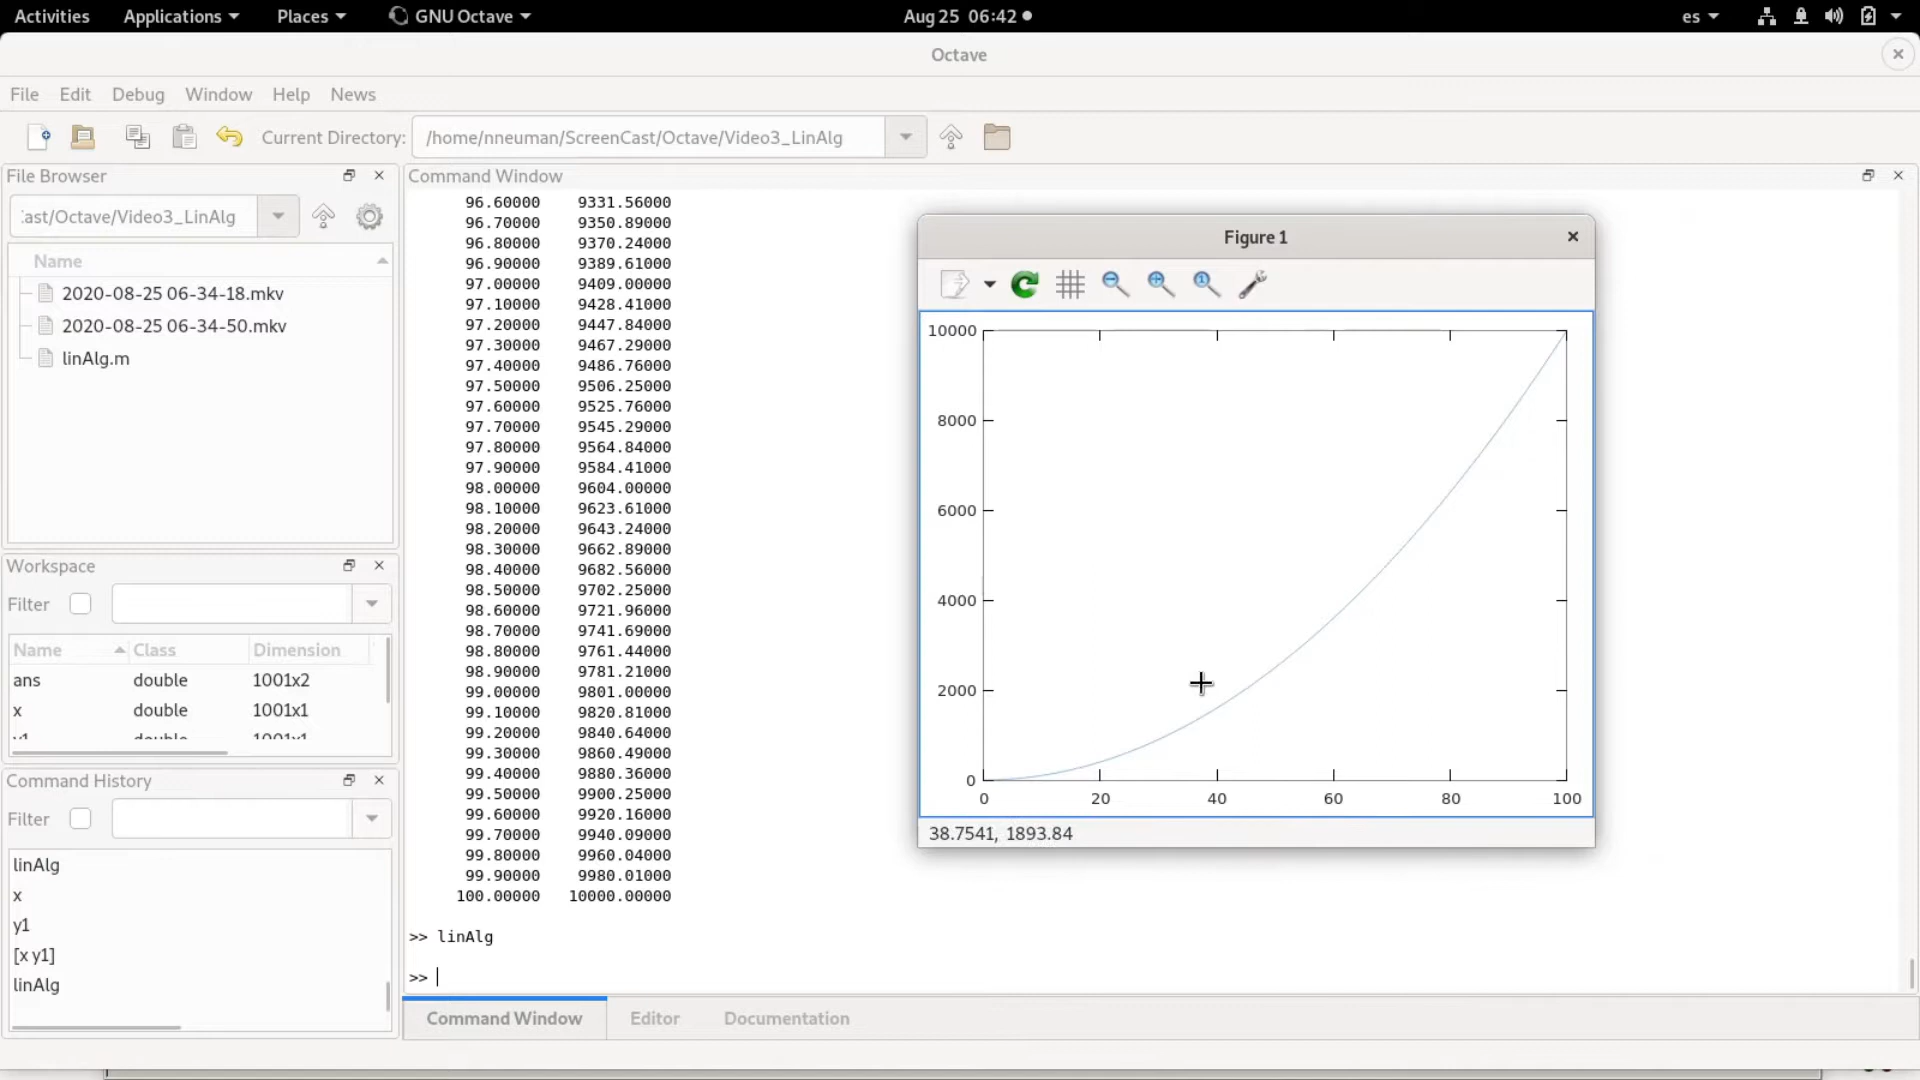 Activities Applications Places GNU Octave Aug 25 06:42 es
Octave
File Edit Debug Window Help News
Current Directory: /home/nneuman/ScreenCast/Octave/Video3_LinAlg
File Browser
:ast/Octave/Video3_LinAlg
Name
2020-08-25 06-34-18.mkv
2020-08-25 06-34-50.mkv
linAlg.m
Workspace
Filter
Name Class Dimension
ans double 1001x2
x double 1001x1
y1 double 1001x1
Command History
Filter
linAlg
x
y1
[x y1]
linAlg
Command Window
96.60000 9331.56000
96.70000 9350.89000
96.80000 9370.24000
96.90000 9389.61000
97.00000 9409.00000
97.10000 9428.41000
97.20000 9447.84000
97.30000 9467.29000
97.40000 9486.76000
97.50000 9506.25000
97.60000 9525.76000
97.70000 9545.29000
97.80000 9564.84000
97.90000 9584.41000
98.00000 9604.00000
98.10000 9623.61000
98.20000 9643.24000
98.30000 9662.89000
98.40000 9682.56000
98.50000 9702.25000
98.60000 9721.96000
98.70000 9741.69000
98.80000 9761.44000
98.90000 9781.21000
99.00000 9801.00000
99.10000 9820.81000
99.20000 9840.64000
99.30000 9860.49000
99.40000 9880.36000
99.50000 9900.25000
99.60000 9920.16000
99.70000 9940.09000
99.80000 9960.04000
99.90000 9980.01000
100.00000 10000.00000
>> linAlg
>>
Command Window Editor Documentation
Figure 1
10000
8000
6000
4000
2000
0
0 20 40 60 80 100
38.7541, 1893.84